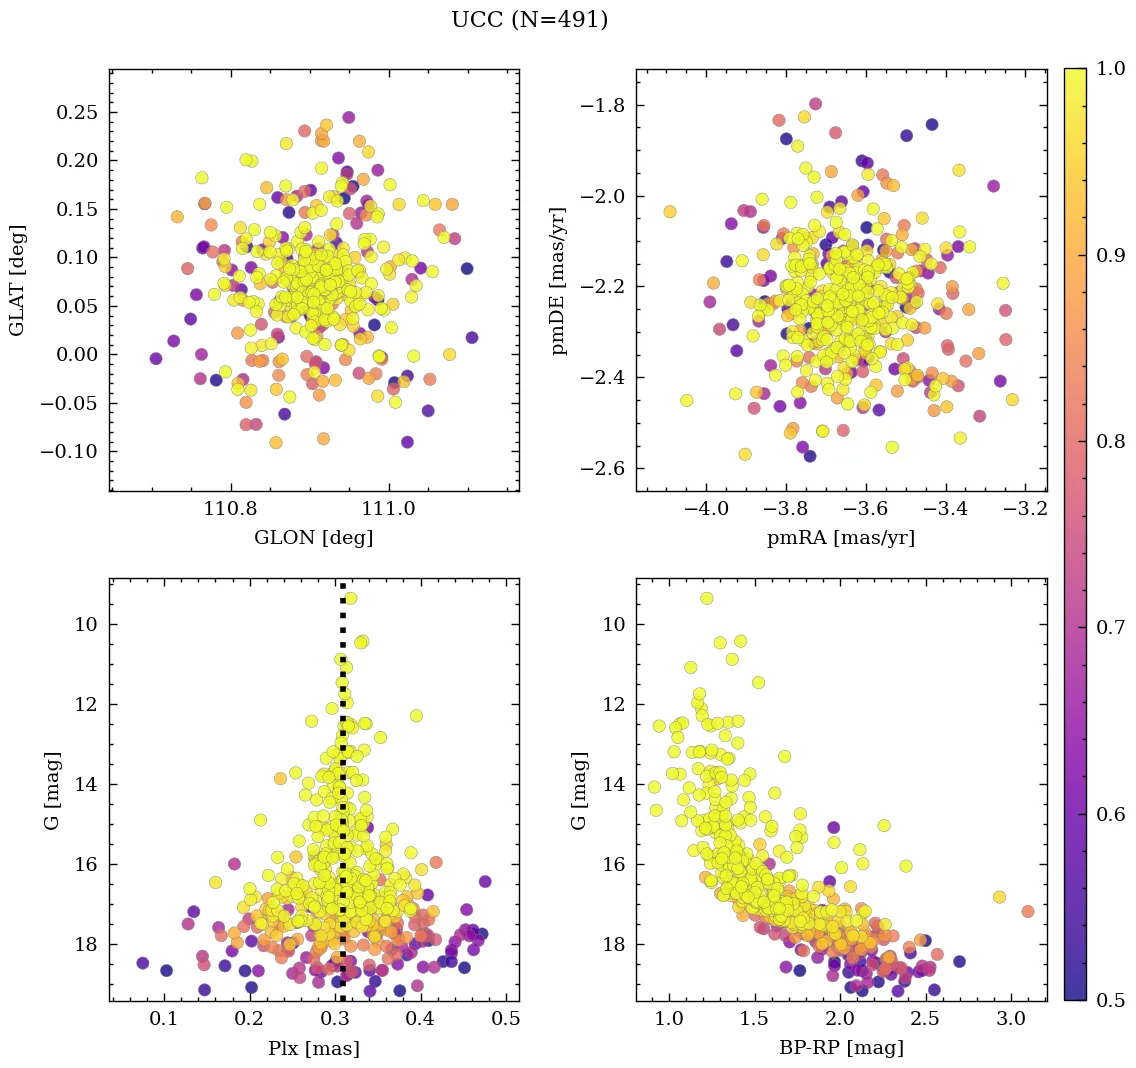 UCC (N=491)
0.25
0.20
0.15
0.10
0.05
0.00
−0.05
−0.10
GLAT [deg]
110.8 111.0
GLON [deg]
−1.8
−2.0
−2.2
−2.4
−2.6
pmDE [mas/yr]
−4.0 −3.8 −3.6 −3.4 −3.2
pmRA [mas/yr]
10
12
14
16
18
G [mag]
0.1 0.2 0.3 0.4 0.5
Plx [mas]
10
12
14
16
18
G [mag]
1.0 1.5 2.0 2.5 3.0
BP-RP [mag]
1.0
0.9
0.8
0.7
0.6
0.5